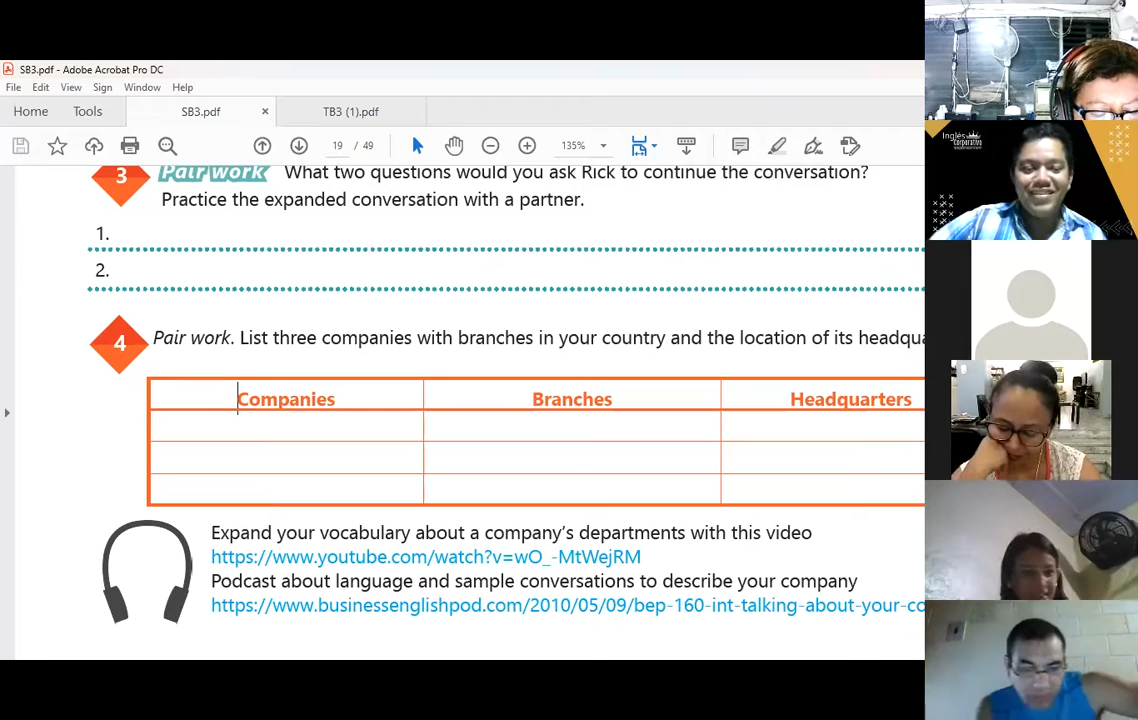 SB3.pdf - Adobe Acrobat Pro DC
File Edit View Sign Window Help
Home Tools SB3.pdf × TB3 (1).pdf
19 / 49 135%
3 Pair work What two questions would you ask Rick to continue the conversation?
Practice the expanded conversation with a partner.
1.
2.
4 Pair work. List three companies with branches in your country and the location of its headqua
Companies Branches Headquarters
Expand your vocabulary about a company's departments with this video
https://www.youtube.com/watch?v=wO_-MtWejRM
Podcast about language and sample conversations to describe your company
https://www.businessenglishpod.com/2010/05/09/bep-160-int-talking-about-your-co
Inglés
Corporativo